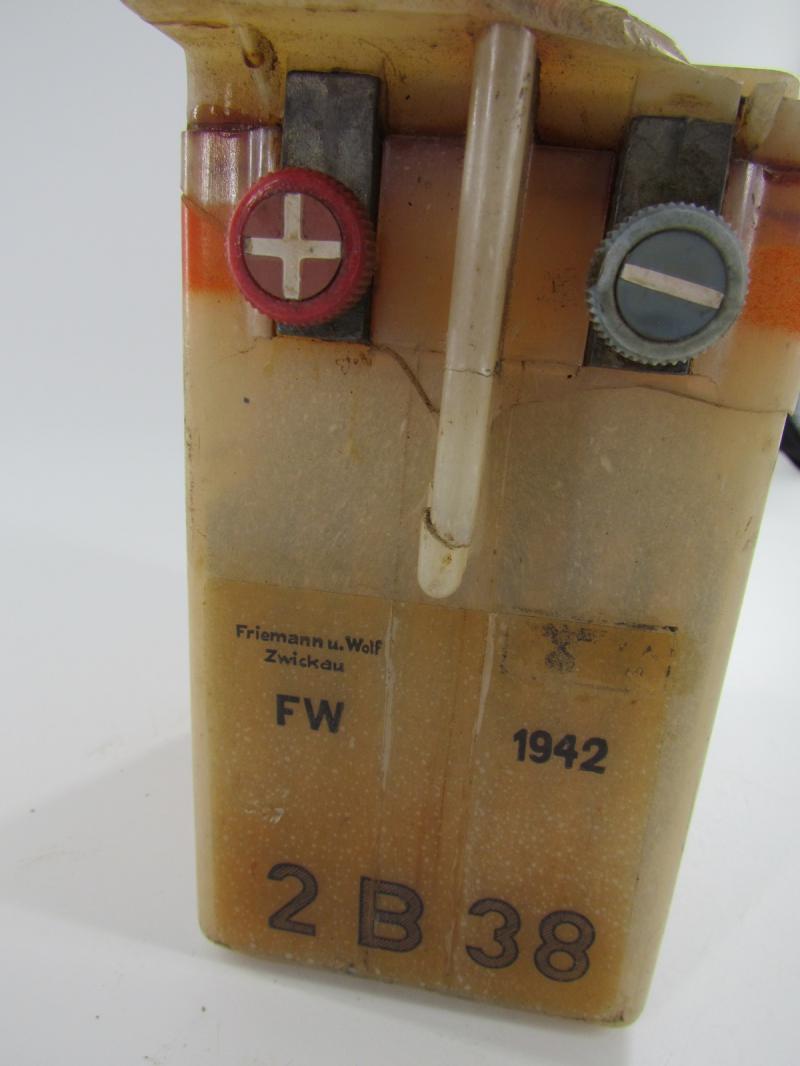 Friemann u. Wolf
Zwickau
FW
1942
2 B 38